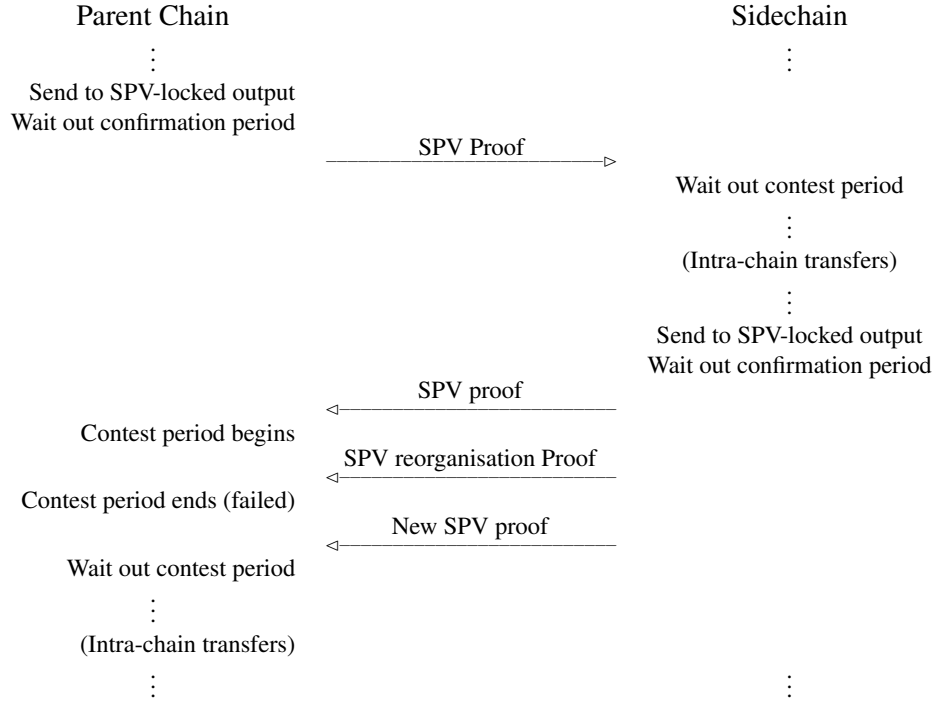 Parent Chain
Sidechain
Send to SPV-locked output
Wait out confirmation period
SPV Proof
Wait out contest period
(Intra-chain transfers)
Send to SPV-locked output
Wait out confirmation period
SPV proof
Contest period begins
SPV reorganisation Proof
Contest period ends (failed)
New SPV proof
Wait out contest period
(Intra-chain transfers)